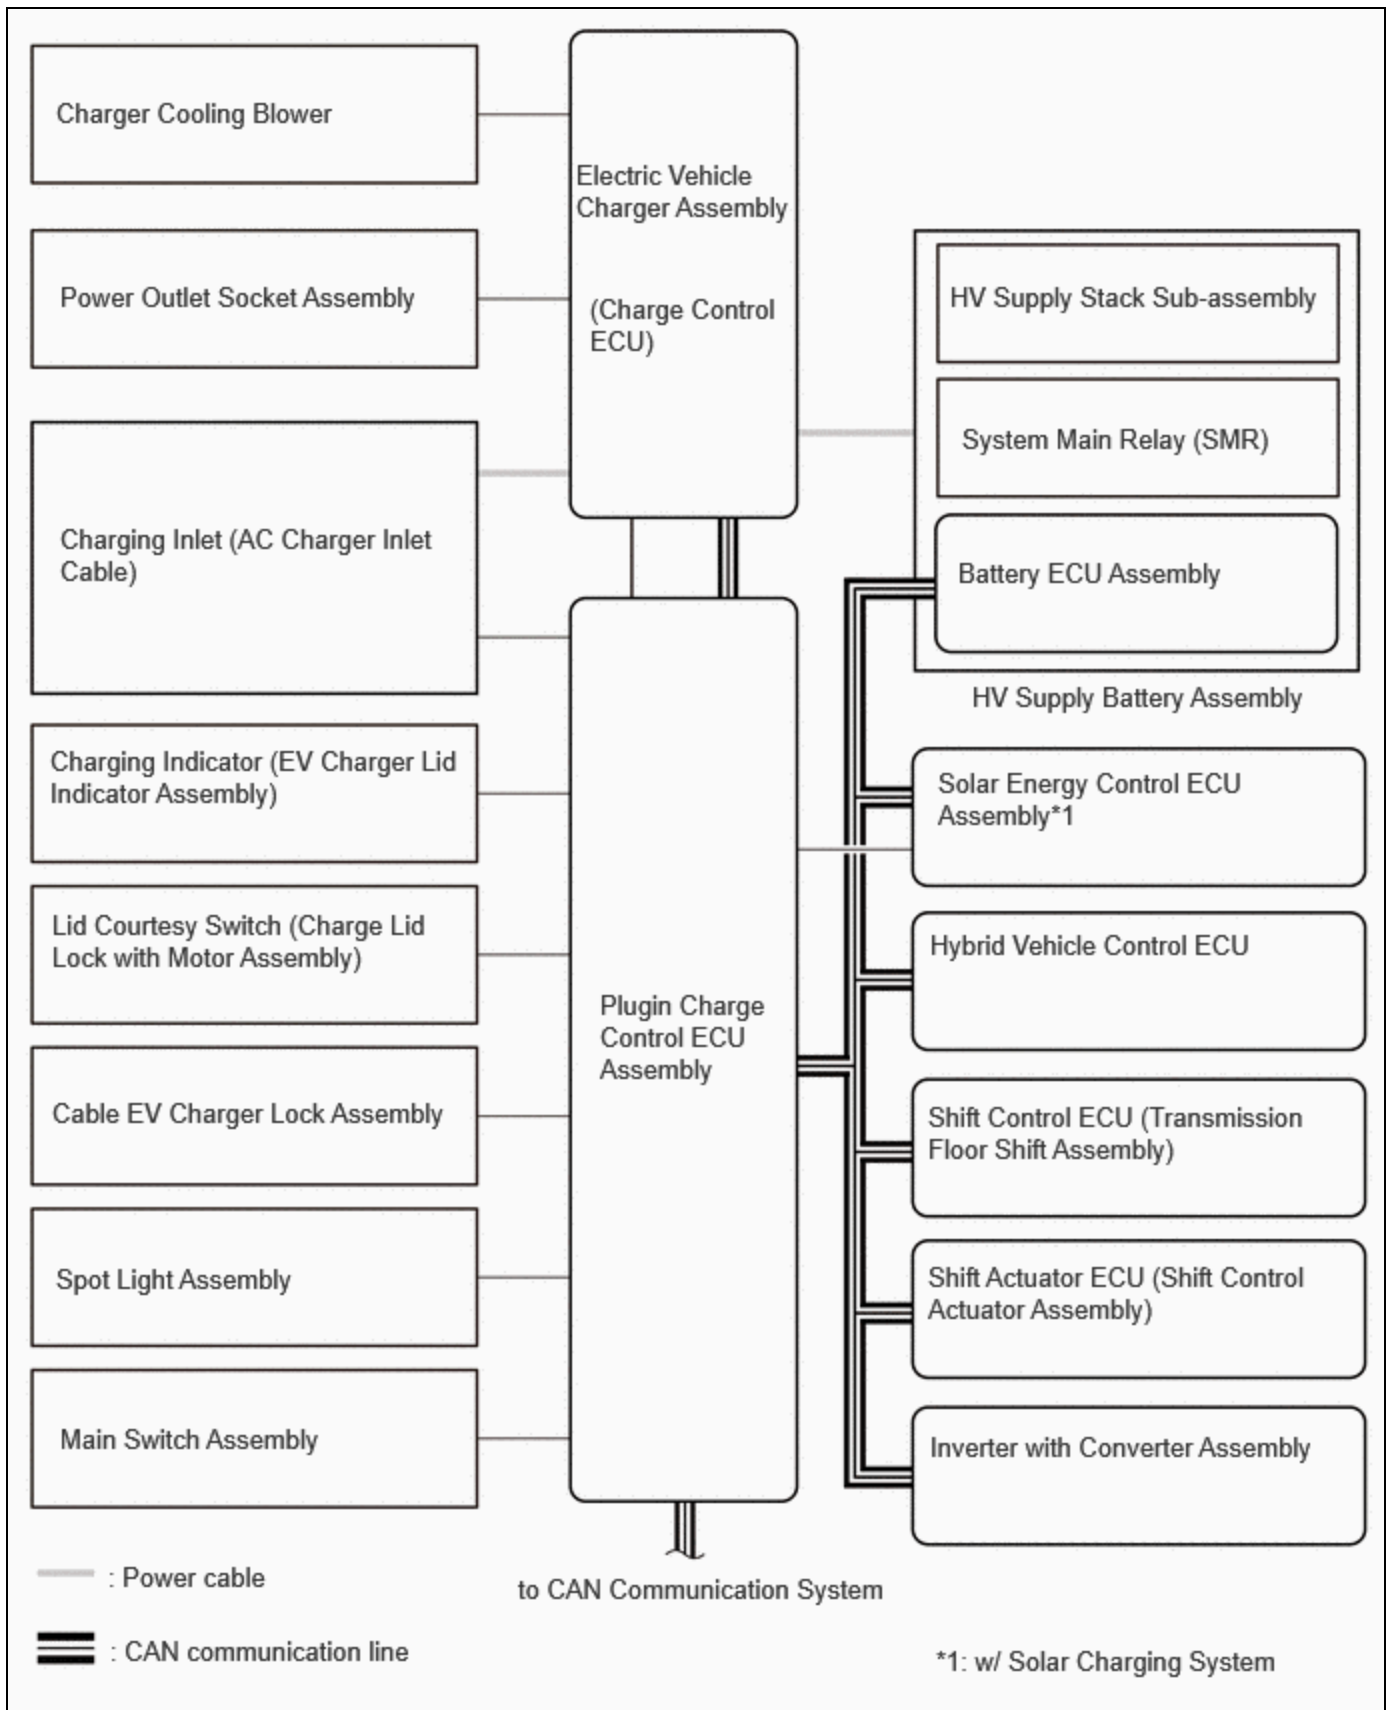 Charger Cooling Blower
Electric Vehicle
Charger Assembly
(Charge Control
ECU)
Power Outlet Socket Assembly
HV Supply Stack Sub-assembly
System Main Relay (SMR)
Charging Inlet (AC Charger Inlet
Cable)
Battery ECU Assembly
HV Supply Battery Assembly
Charging Indicator (EV Charger Lid
Indicator Assembly)
Solar Energy Control ECU
Assembly*1
Lid Courtesy Switch (Charge Lid
Lock with Motor Assembly)
Hybrid Vehicle Control ECU
Plugin Charge
Control ECU
Assembly
Cable EV Charger Lock Assembly
Shift Control ECU (Transmission
Floor Shift Assembly)
Spot Light Assembly
Shift Actuator ECU (Shift Control
Actuator Assembly)
Main Switch Assembly
Inverter with Converter Assembly
: Power cable
to CAN Communication System
: CAN communication line
*1: w/ Solar Charging System